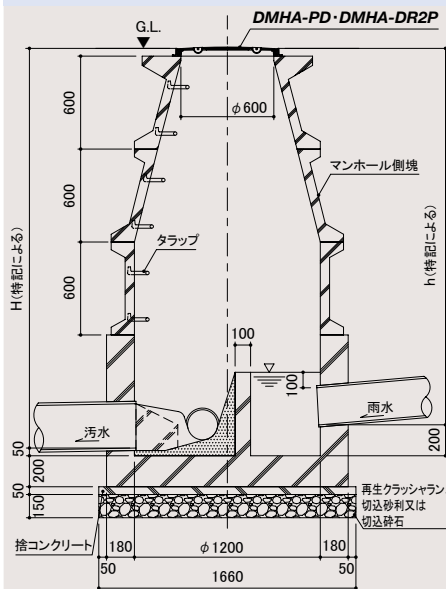 DMHA-PD・DMHA-DR2P
G.L.
φ600
600
600
600
マンホール側塊
タラップ
H(特記による)
h(特記による)
100
100
汚水
雨水
50
200
50
150
200
再生クラッシャラン
切込砂利又は
切込砕石
捨コンクリート
180
φ1200
180
50
50
1660